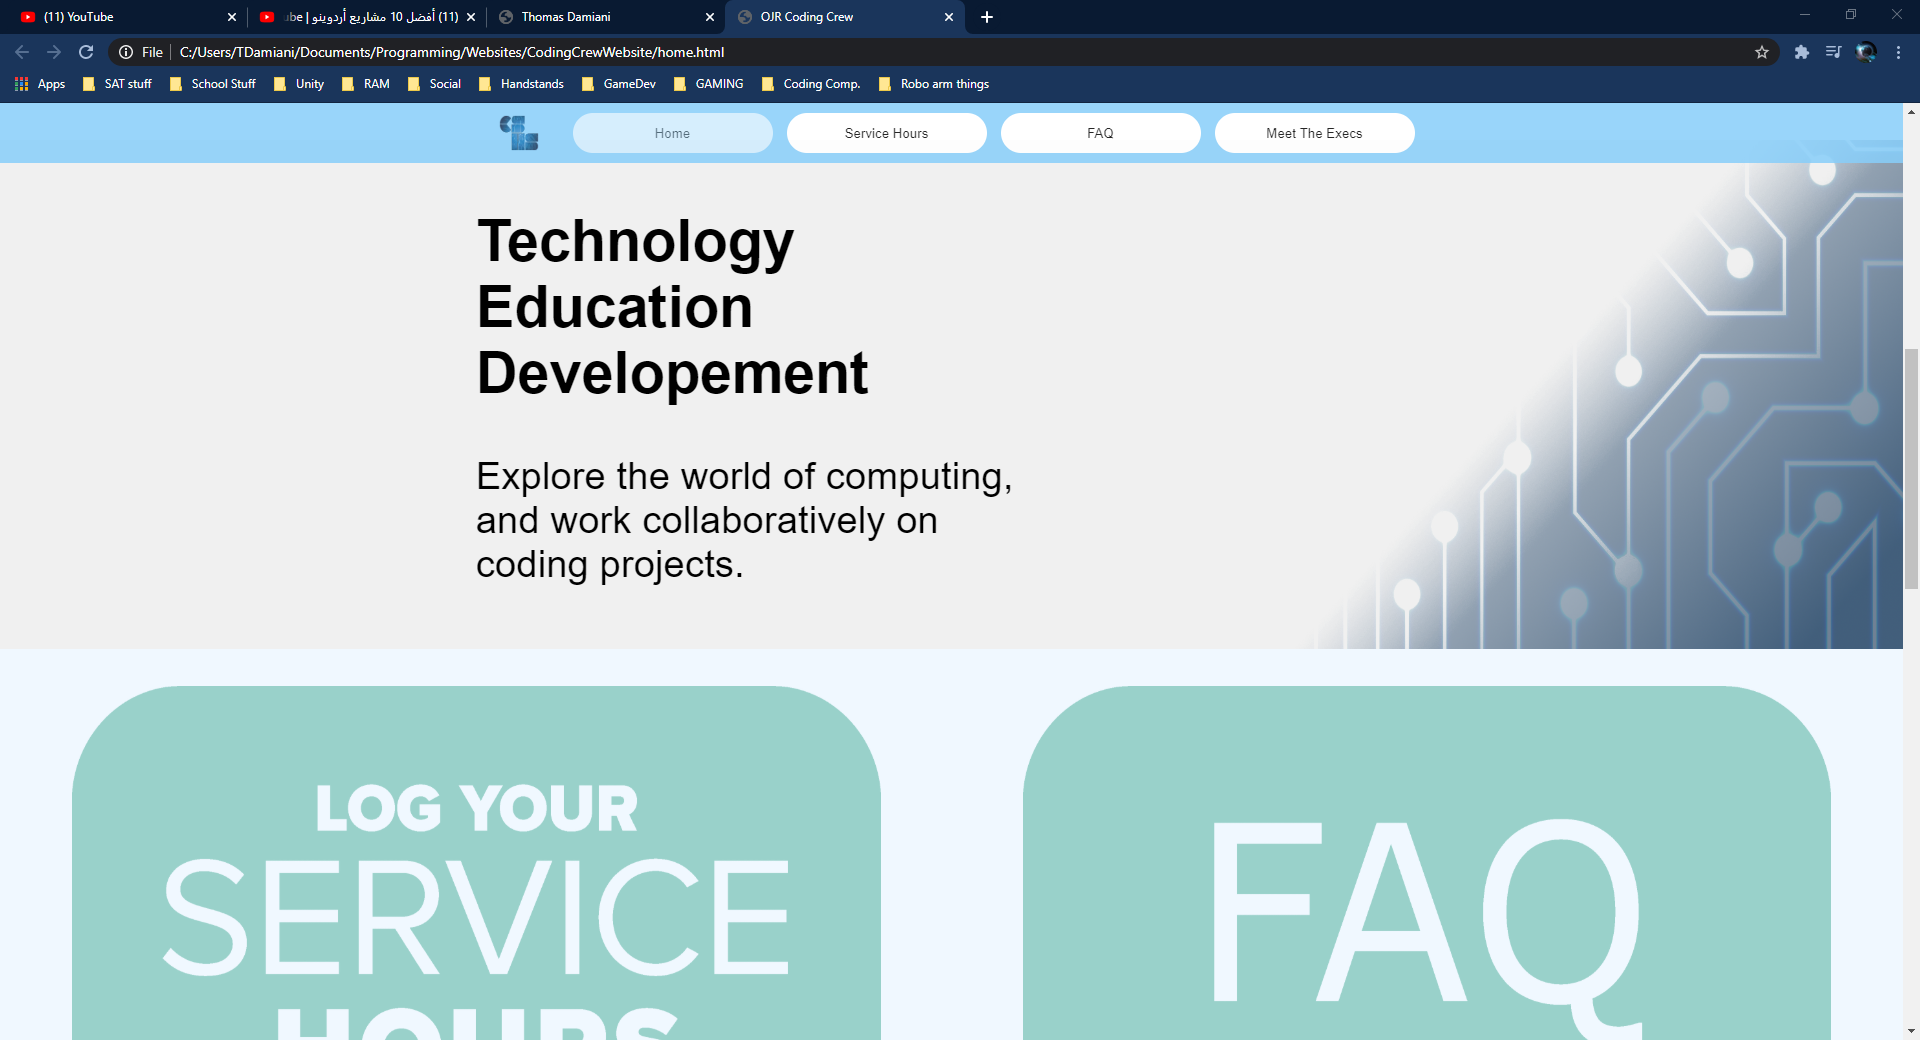 (11) YouTube
(11) أفضل 10 مشاريع أردوينو | ube
Thomas Damiani
OJR Coding Crew
File
C:/Users/TDamiani/Documents/Programming/Websites/CodingCrewWebsite/home.html
Apps
SAT stuff
School Stuff
Unity
RAM
Social
Handstands
GameDev
GAMING
Coding Comp.
Robo arm things
Home
Service Hours
FAQ
Meet The Execs
Technology
Education
Developement
Explore the world of computing,
and work collaboratively on
coding projects.
LOG YOUR
SERVICE
HOURS
FAQ